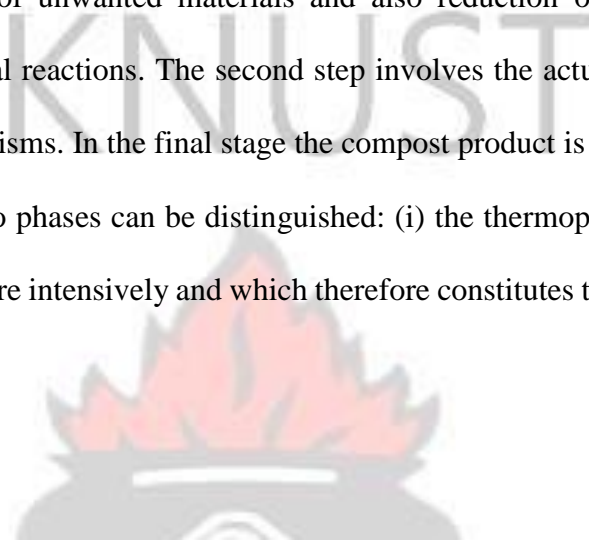 KNUST
of unwanted materials and also reduction o
al reactions. The second step involves the actu
isms. In the final stage the compost product is
o phases can be distinguished: (i) the thermop
re intensively and which therefore constitutes t